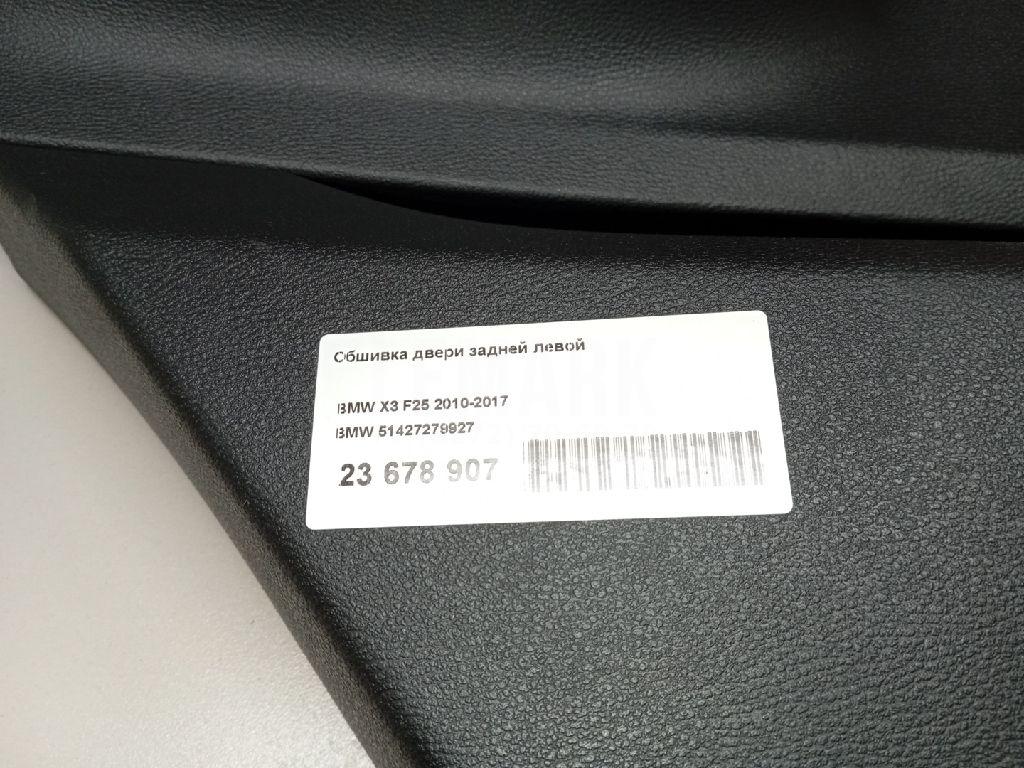 Обшивка двери задней левой
BMW X3 F25 2010-2017
BMW 51427279927
23 678 907